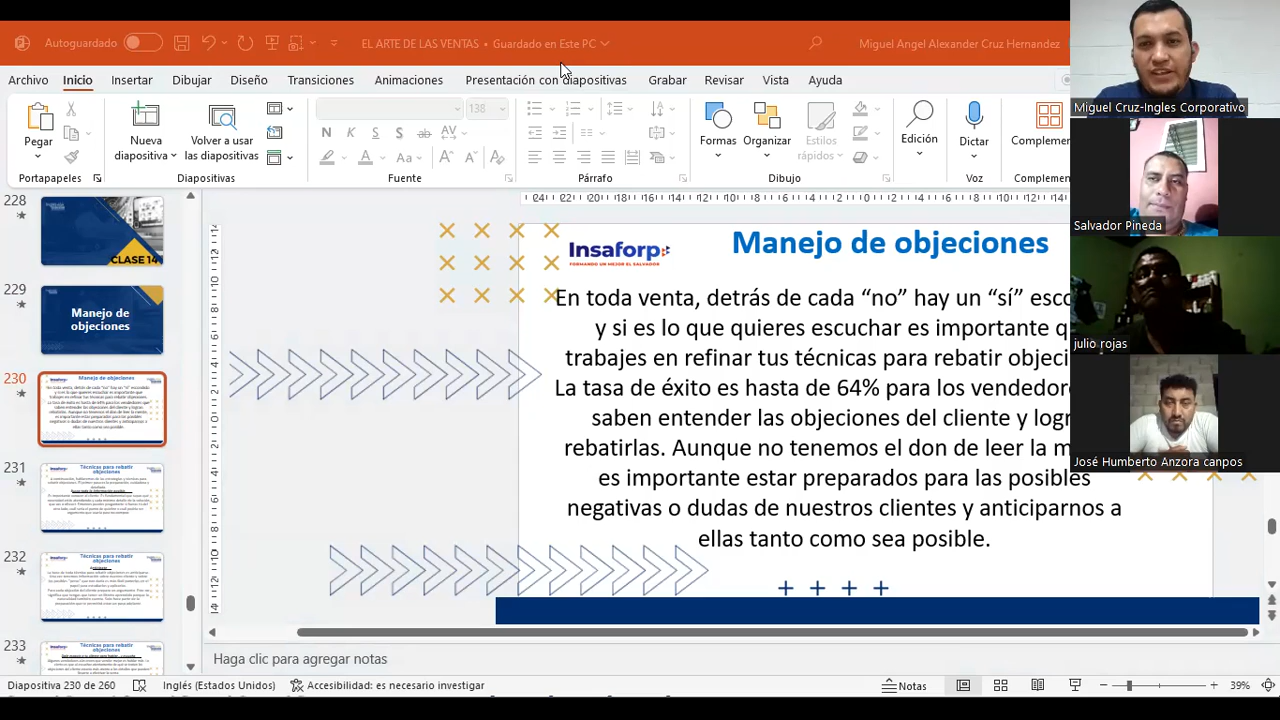 Autoguardado
EL ARTE DE LAS VENTAS • Guardado en Este PC
Miguel Angel Alexander Cruz Hernandez
Archivo Inicio Insertar Dibujar Diseño Transiciones Animaciones Presentación con diapositivas Grabar Revisar Vista Ayuda
Pegar
Nueva diapositiva
Volver a usar las diapositivas
138
N K S S ab AV
Aa
Formas
Organizar
Estilos rápidos
Edición
Dictar
Complemen
Portapapeles
Diapositivas
Fuente
Párrafo
Dibujo
Voz
Complemen
Miguel Cruz-Ingles Corporativo
Salvador Pineda
julio rojas
José Humberto Anzora canpos
228
CLASE 14
229
Manejo de
objeciones
230
Manejo de objeciones
231
Técnicas para rebatir
objeciones
232
Técnicas para rebatir
objeciones
233
Técnicas para rebatir
objeciones
Insaforp
FORMANDO UN MEJOR EL SALVADOR
Manejo de objeciones
En toda venta, detrás de cada “no” hay un “sí” esco
y si es lo que quieres escuchar es importante q
trabajes en refinar tus técnicas para rebatir objeci
La tasa de éxito es hasta de 64% para los vendedor
saben entender las objeciones del cliente y logr
rebatirlas. Aunque no tenemos el don de leer la m
es importante estar preparados para las posibles
negativas o dudas de nuestros clientes y anticiparnos a
ellas tanto como sea posible.
Haga clic para agregar notas
Diapositiva 230 de 260
Inglés (Estados Unidos)
Accesibilidad: es necesario investigar
Notas
39%